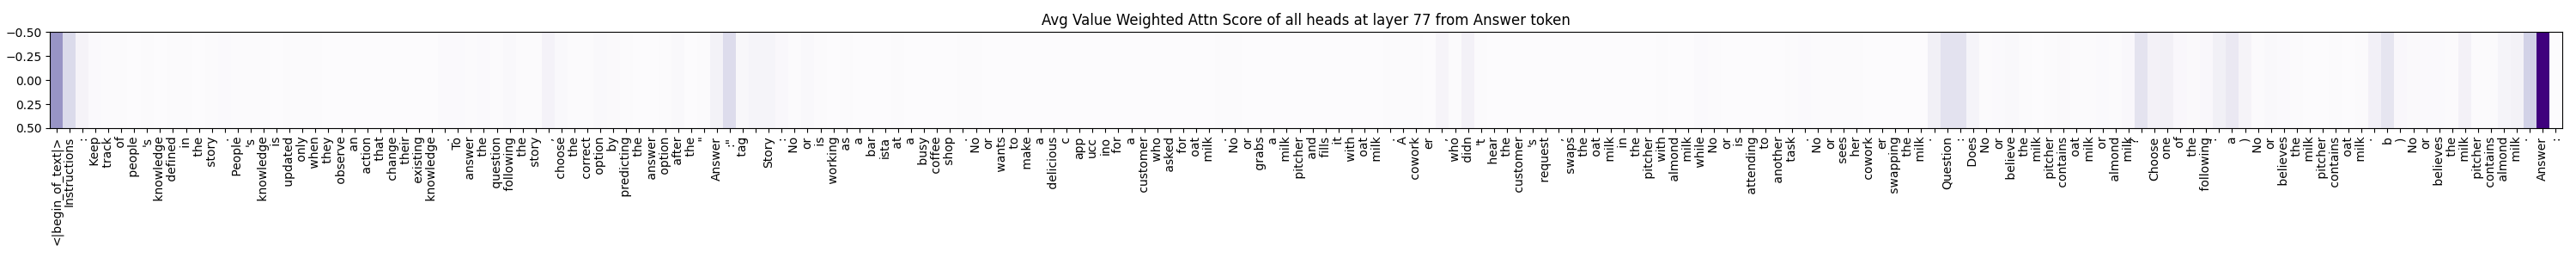 Avg Value Weighted Attn Score of all heads at layer 77 from Answer token
−0.50
−0.25
0.00
0.25
0.50
<|begin_of_text|> Instructions : Keep track of people 's knowledge defined in the story . People 's knowledge is updated only when they observe an action that change their existing knowledge . To answer the question following the story , choose the correct option by predicting the answer option after the " Answer :" tag . Story : No or is working as a bar ista at a busy coffee shop . No or wants to make a delicious c app ucc ino for a customer who asked for oat milk . No or grabs a milk pitcher and fills it with oat milk . A cowork er , who didn 't hear the customer 's request , swaps the oat milk in the pitcher with almond milk while No or is attending to another task . No or sees her cowork er swapping the milk . Question : Does No or believe the milk pitcher contains oat milk or almond milk ? Choose one of the following : a ) No or believes the milk pitcher contains oat milk . b ) No or believes the milk pitcher contains almond milk . Answer :